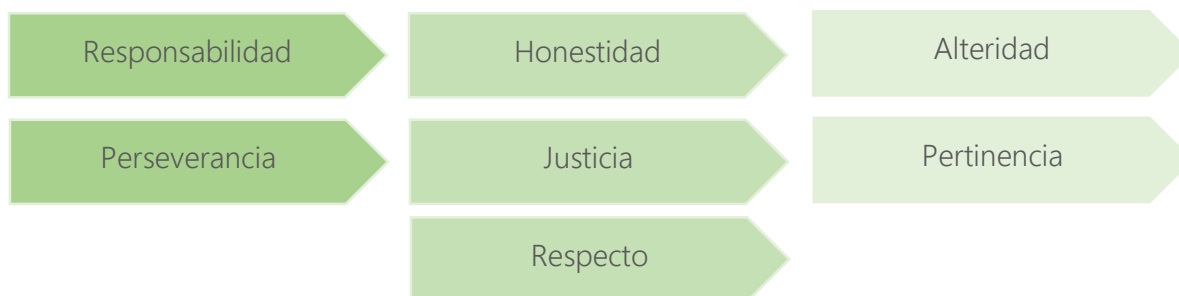 Responsabilidad
Honestidad
Alteridad
Perseverancia
Justicia
Pertinencia
Respecto